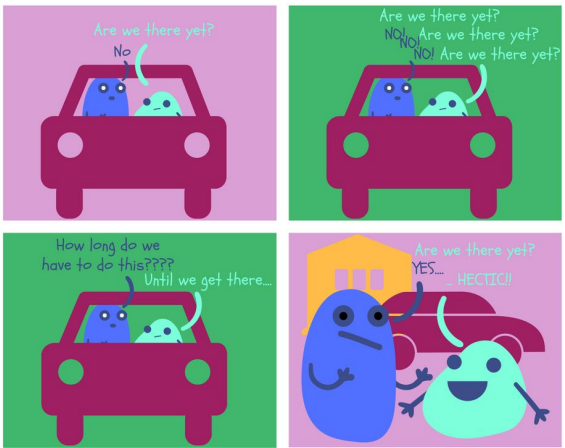 Are we there yet?
No
Are we there yet?
NO!
Are we there yet?
NO!
NO!
Are we there yet?
How long do we
have to do this????
Until we get there....
Are we there yet?
YES....
... HECTIC!!